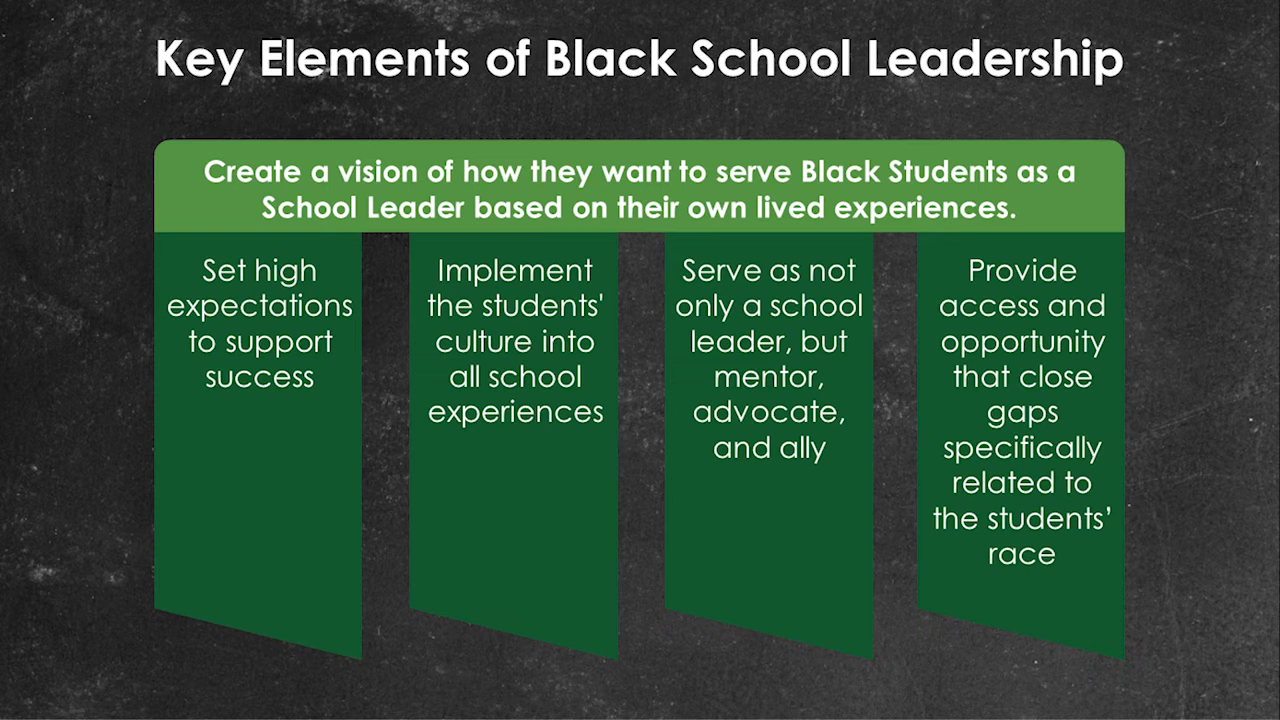 Key Elements of Black School Leadership
Create a vision of how they want to serve Black Students as a
School Leader based on their own lived experiences.
Set high
expectations
to support
success
Implement
the students'
culture into
all school
experiences
Serve as not
only a school
leader, but
mentor,
advocate,
and ally
Provide
access and
opportunity
that close
gaps
specifically
related to
the students’
race